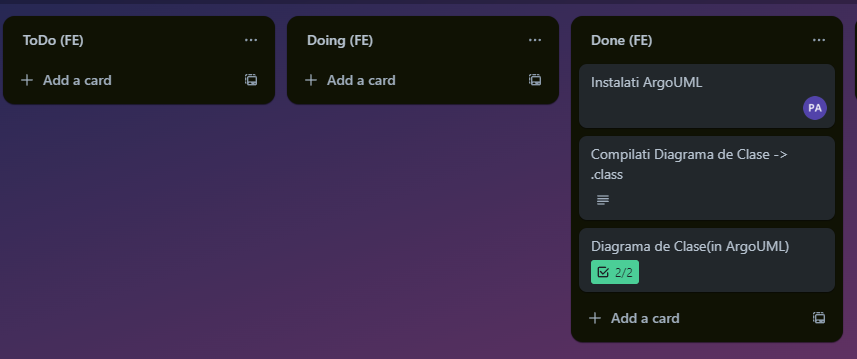 ToDo (FE)
Add a card
Doing (FE)
Add a card
Done (FE)
Instalati ArgoUML
PA
Compilati Diagrama de Clase ->
.class
Diagrama de Clase(in ArgoUML)
2/2
Add a card